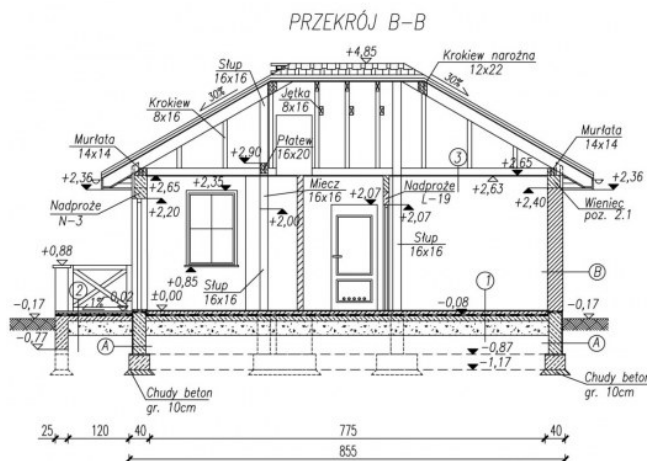 PRZEKRÓJ B-B
+4,85
Krokiew narożna
12x22
Słup
16x16
30%
30%
Jętka
8x16
Krokiew
8x16
Murłata
14x14
Murłata
14x14
+2,90
Płatew
16x20
3
+2,65
+2,36
+2,65
+2,35
Miecz
16x16
+2,07
Nadproże
L-19
+2,63
+2,36
+2,40
Nadproże
N-3
+2,20
+2,00
+2,07
Wieniec
poz. 2.1
Słup
16x16
+0,88
+0,85
B
2
1%
-0,02
±0,00
Słup
16x16
-0,08
1
-0,17
-0,17
-0,77
A
A
-0,87
-1,17
Chudy beton
gr. 10cm
Chudy beton
gr. 10cm
25
120
40
775
40
855